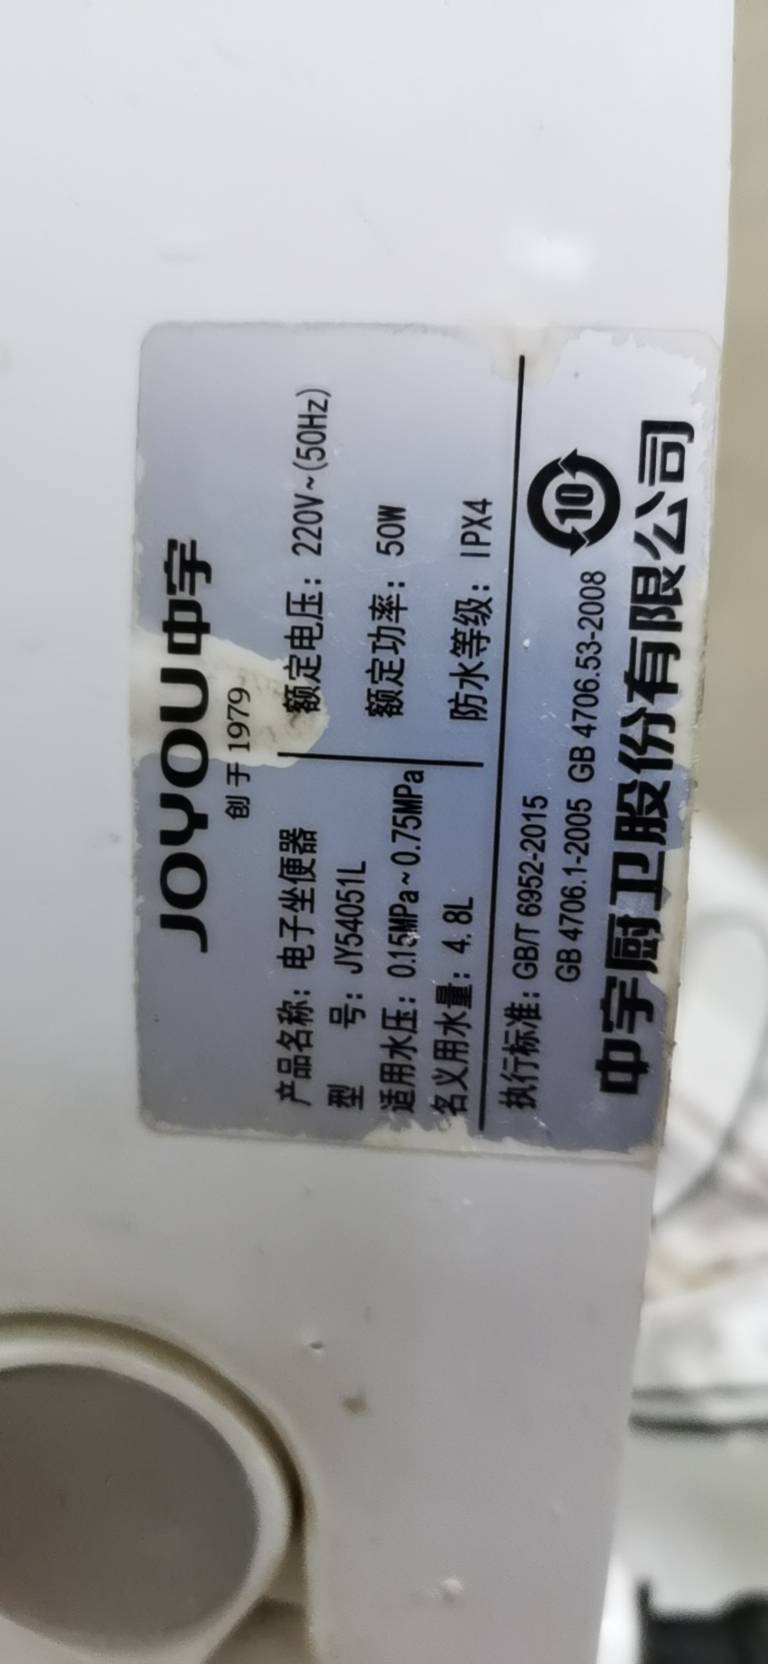 JOYOU中宇
创于1979
产品名称：电子坐便器
型 号：JY54051L
适用水压：0.15MPa~0.75MPa
名义用水量：4.8L
额定电压：220V~(50Hz)
额定功率：50W
防水等级：IPX4
执行标准：GB/T 6952-2015
GB 4706.1-2005 GB 4706.53-2008
10
中宇厨卫股份有限公司